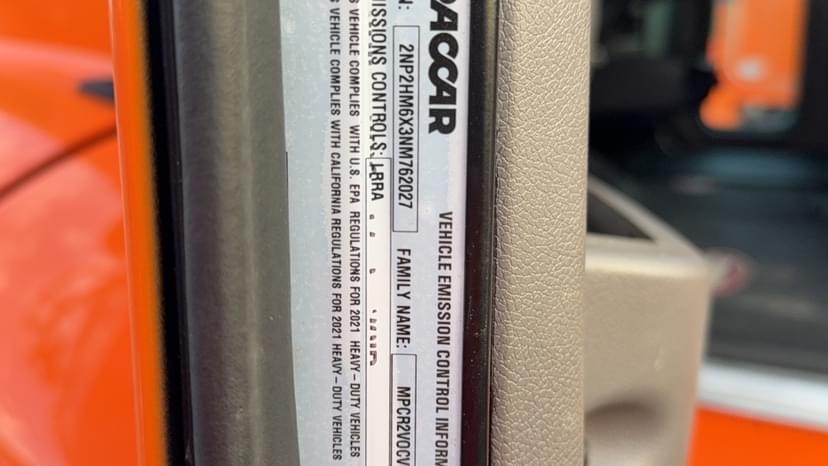 PACCAR
VEHICLE EMISSION CONTROL INFORM
N: 2NP2HM6X3NM762027 FAMILY NAME: MPCR2VOCV
ISSIONS CONTROLS: LBRA
S VEHICLE COMPLIES WITH U.S. EPA REGULATIONS FOR 2021 HEAVY-DUTY VEHICLES
S VEHICLE COMPLIES WITH CALIFORNIA REGULATIONS FOR 2021 HEAVY-DUTY VEHICLES